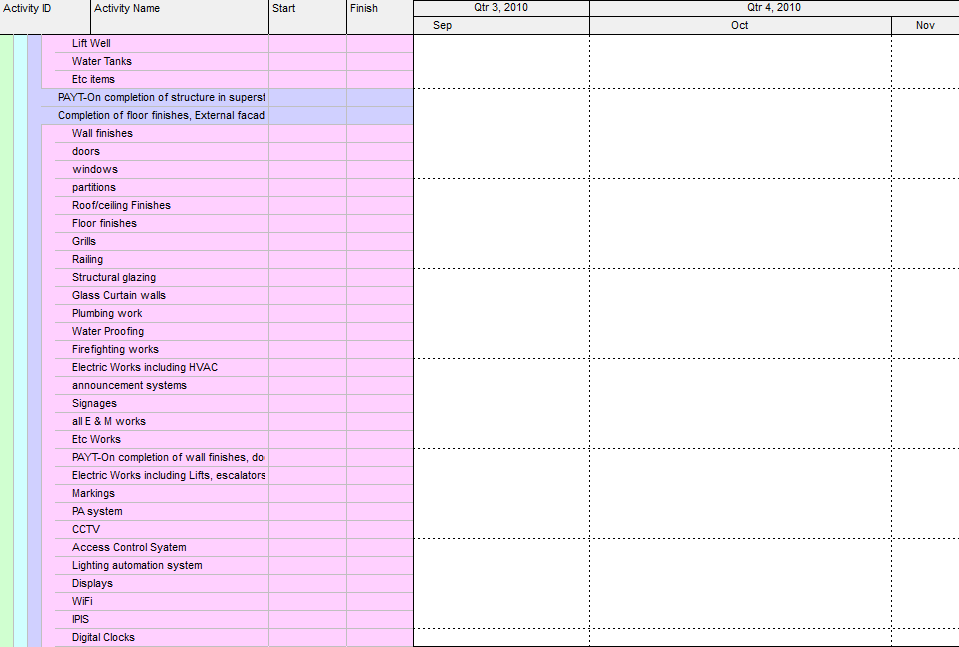 Activity ID Activity Name Start Finish Qtr 3, 2010 Qtr 4, 2010
Sep Oct Nov
Lift Well
Water Tanks
Etc items
PAYT-On completion of structure in superst
Completion of floor finishes, External facad
Wall finishes
doors
windows
partitions
Roof/ceiling Finishes
Floor finishes
Grills
Railing
Structural glazing
Glass Curtain walls
Plumbing work
Water Proofing
Firefighting works
Electric Works including HVAC
announcement systems
Signages
all E & M works
Etc Works
PAYT-On completion of wall finishes, do
Electric Works including Lifts, escalators
Markings
PA system
CCTV
Access Control Syatem
Lighting automation system
Displays
WiFi
IPIS
Digital Clocks